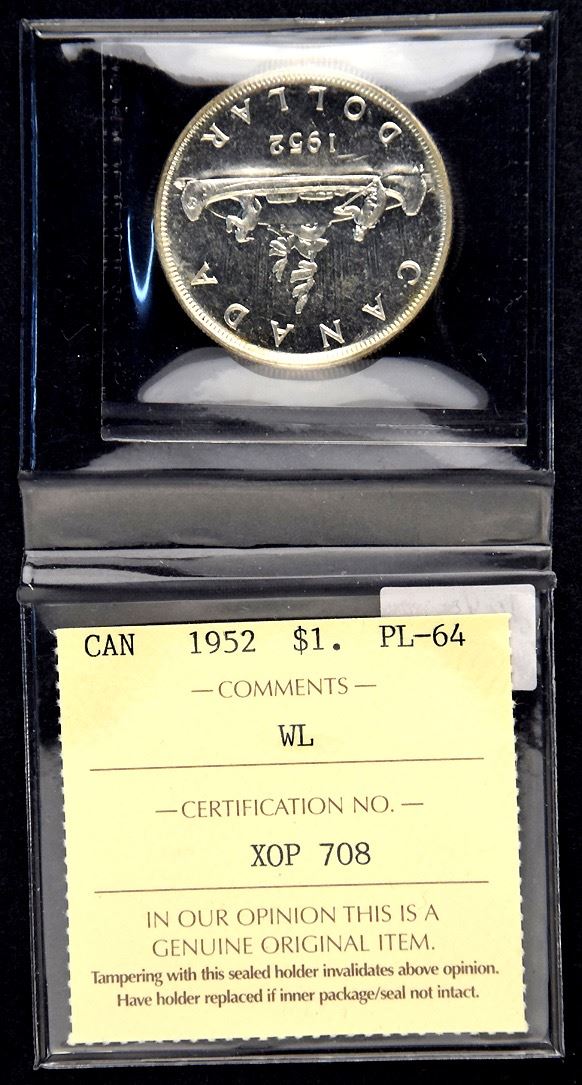 CANADA
1952
DOLLAR
CAN 1952 $1. PL-64
— COMMENTS —
WL
— CERTIFICATION NO. —
XOP 708
IN OUR OPINION THIS IS A
GENUINE ORIGINAL ITEM.
Tampering with this sealed holder invalidates above opinion.
Have holder replaced if inner package/seal not intact.